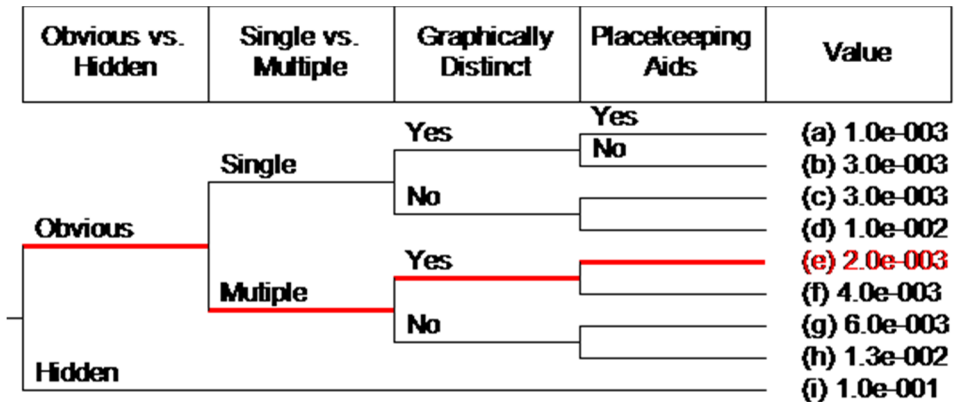 Obvious vs. Hidden
Single vs. Multiple
Graphically Distinct
Placekeeping Aids
Value
Yes
(a) 1.0e-003
Yes
No
(b) 3.0e-003
Single
No
(c) 3.0e-003
(d) 1.0e-002
Obvious
Yes
(e) 2.0e-003
Mutiple
(f) 4.0e-003
No
(g) 6.0e-003
(h) 1.3e-002
Hidden
(i) 1.0e-001